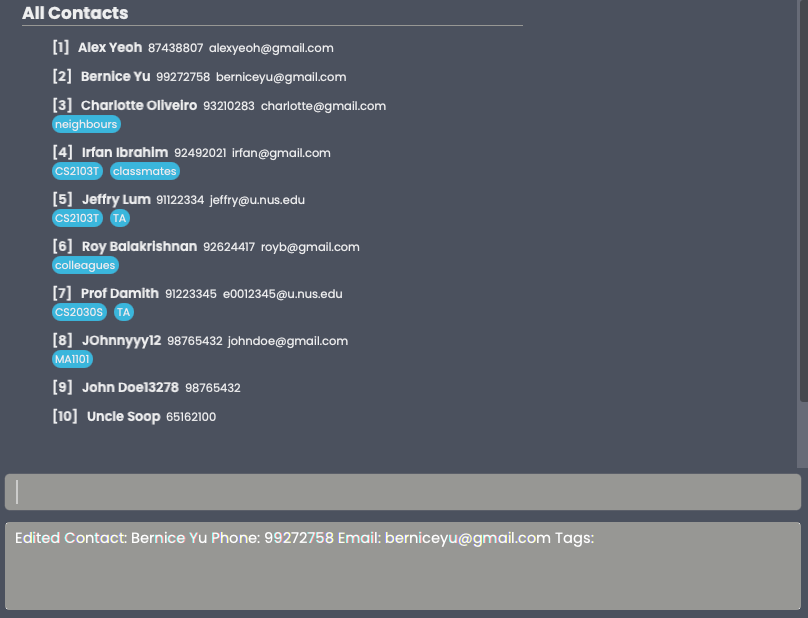 All Contacts
[1] Alex Yeoh 87438807 alexyeoh@gmail.com
[2] Bernice Yu 99272758 berniceyu@gmail.com
[3] Charlotte Oliveiro 93210283 charlotte@gmail.com
neighbours
[4] Irfan Ibrahim 92492021 irfan@gmail.com
CS2103T classmates
[5] Jeffry Lum 91122334 jeffry@u.nus.edu
CS2103T TA
[6] Roy Balakrishnan 92624417 royb@gmail.com
colleagues
[7] Prof Damith 91223345 e0012345@u.nus.edu
CS2030S TA
[8] JOhnnyyy12 98765432 johndoe@gmail.com
MA1101
[9] John Doe13278 98765432
[10] Uncle Soop 65162100
Edited Contact: Bernice Yu Phone: 99272758 Email: berniceyu@gmail.com Tags: